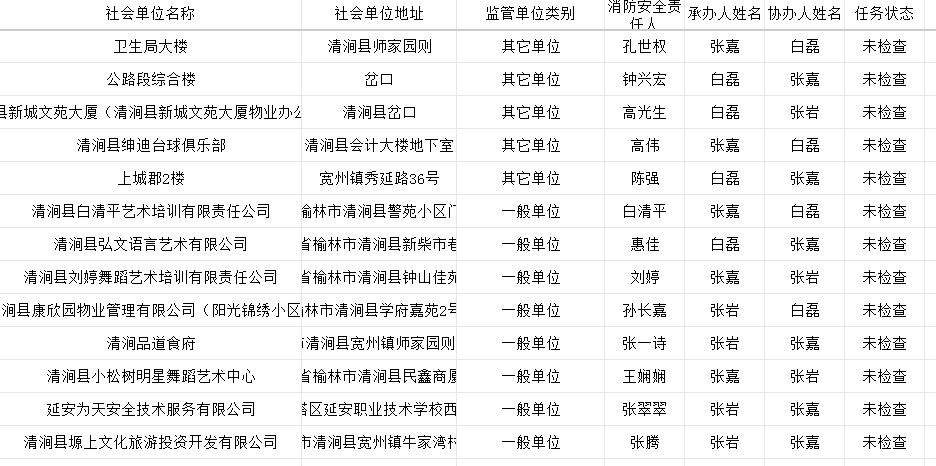 社会单位名称 社会单位地址 监管单位类别 消防安全责任人 承办人姓名 协办人姓名 任务状态
卫生局大楼 清涧县师家园则 其它单位 孔世权 张嘉 白磊 未检查
公路段综合楼 岔口 其它单位 钟兴宏 白磊 张嘉 未检查
县新城文苑大厦（清涧县新城文苑大厦物业办公 清涧县岔口 其它单位 高光生 白磊 张岩 未检查
清涧县绅迪台球俱乐部 清涧县会计大楼地下室 其它单位 高伟 张嘉 白磊 未检查
上城郡2楼 宽州镇秀延路36号 其它单位 陈强 白磊 张嘉 未检查
清涧县白清平艺术培训有限责任公司 榆林市清涧县警苑小区门 一般单位 白清平 张嘉 白磊 未检查
清涧县弘文语言艺术有限公司 省榆林市清涧县新柴市巷 一般单位 惠佳 白磊 张嘉 未检查
清涧县刘婷舞蹈艺术培训有限责任公司 省榆林市清涧县钟山佳苑 一般单位 刘婷 张嘉 张岩 未检查
涧县康欣园物业管理有限公司（阳光锦绣小区 林市清涧县学府嘉苑2号 一般单位 孙长嘉 张岩 白磊 未检查
清涧品道食府 市清涧县宽州镇师家园则 一般单位 张一诗 张岩 张嘉 未检查
清涧县小松树明星舞蹈艺术中心 省榆林市清涧县民鑫商厦 一般单位 王娴娴 张嘉 张岩 未检查
延安为天安全技术服务有限公司 塔区延安职业技术学校西 一般单位 张翠翠 张岩 张嘉 未检查
清涧县塬上文化旅游投资开发有限公司 市清涧县宽州镇牛家湾村 一般单位 张腾 张岩 张嘉 未检查